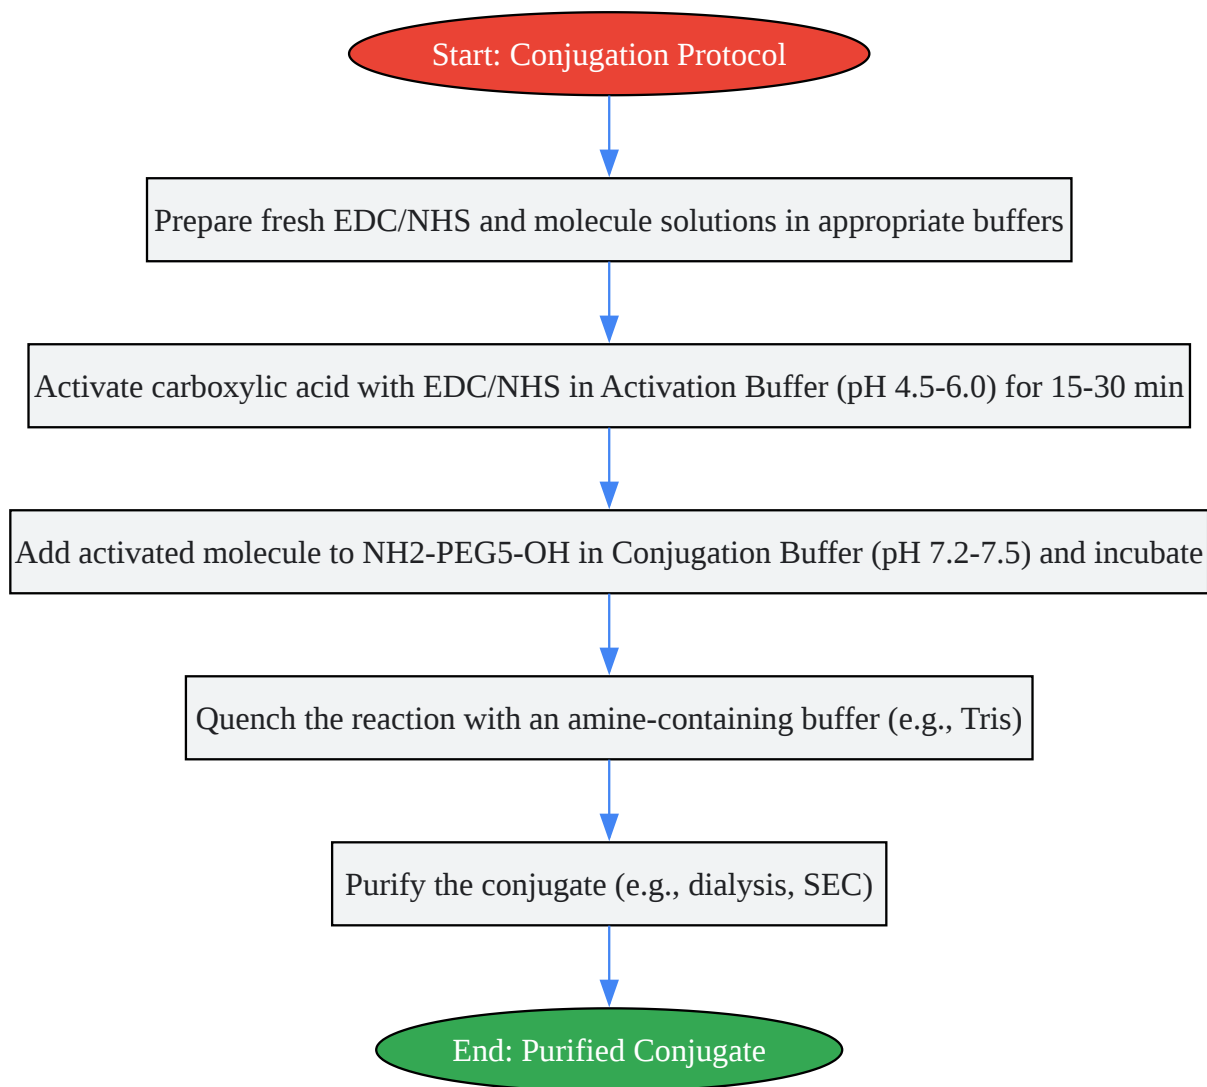 Start: Conjugation Protocol
Prepare fresh EDC/NHS and molecule solutions in appropriate buffers
Activate carboxylic acid with EDC/NHS in Activation Buffer (pH 4.5-6.0) for 15-30 min
Add activated molecule to NH2-PEG5-OH in Conjugation Buffer (pH 7.2-7.5) and incubate
Quench the reaction with an amine-containing buffer (e.g., Tris)
Purify the conjugate (e.g., dialysis, SEC)
End: Purified Conjugate